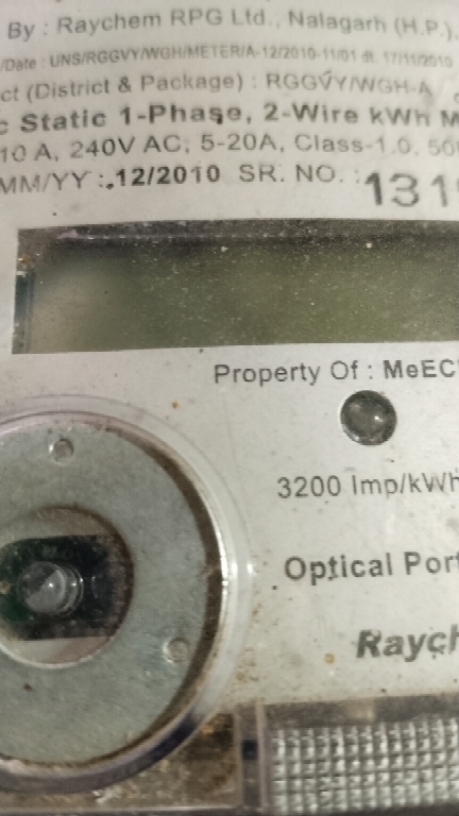 By : Raychem RPG Ltd., Nalagarh (H.P).
/Date : UNS/RGGVY/WGH/METER/A-12/2010-11/01 dt. 17/11/2010
ct (District & Package) : RGGVY/WGH-A
c Static 1-Phase, 2-Wire kWh M
10 A, 240V AC, 5-20A, Class-1.0, 50
MM/YY : 12/2010 SR. NO. : 131
Property Of : MeEC
3200 Imp/kWh
Optical Port
Raych